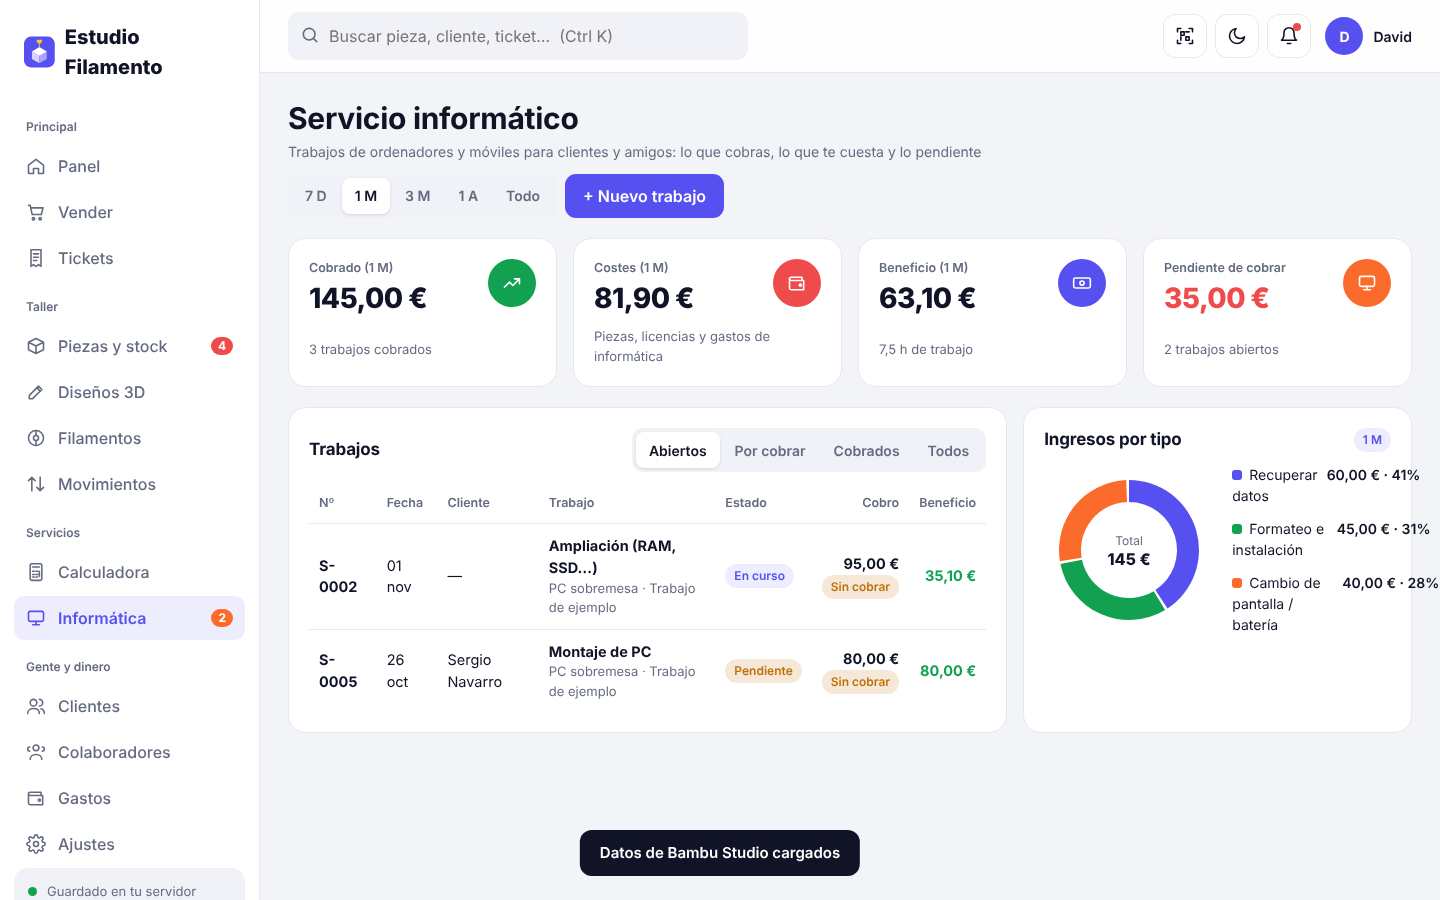 Estudio
Filamento
Buscar pieza, cliente, ticket... (Ctrl K)
D
David
Principal
Panel
Vender
Tickets
Taller
Piezas y stock
4
Diseños 3D
Filamentos
Movimientos
Servicios
Calculadora
Informática
2
Gente y dinero
Clientes
Colaboradores
Gastos
Ajustes
Guardado en tu servidor
Servicio informático
Trabajos de ordenadores y móviles para clientes y amigos: lo que cobras, lo que te cuesta y lo pendiente
7 D 1 M 3 M 1 A Todo
+ Nuevo trabajo
Cobrado (1 M)
145,00 €
3 trabajos cobrados
Costes (1 M)
81,90 €
Piezas, licencias y gastos de
informática
Beneficio (1 M)
63,10 €
7,5 h de trabajo
Pendiente de cobrar
35,00 €
2 trabajos abiertos
Trabajos
Abiertos Por cobrar Cobrados Todos
Nº Fecha Cliente Trabajo Estado Cobro Beneficio
S-
0002
01
nov
—
Ampliación (RAM,
SSD...)
PC sobremesa · Trabajo
de ejemplo
En curso
95,00 €
Sin cobrar
35,10 €
S-
0005
26
oct
Sergio
Navarro
Montaje de PC
PC sobremesa · Trabajo
de ejemplo
Pendiente
80,00 €
Sin cobrar
80,00 €
Ingresos por tipo
1 M
Total
145 €
Recuperar 60,00 € · 41%
datos
Formateo e 45,00 € · 31%
instalación
Cambio de 40,00 € · 28%
pantalla /
batería
Datos de Bambu Studio cargados